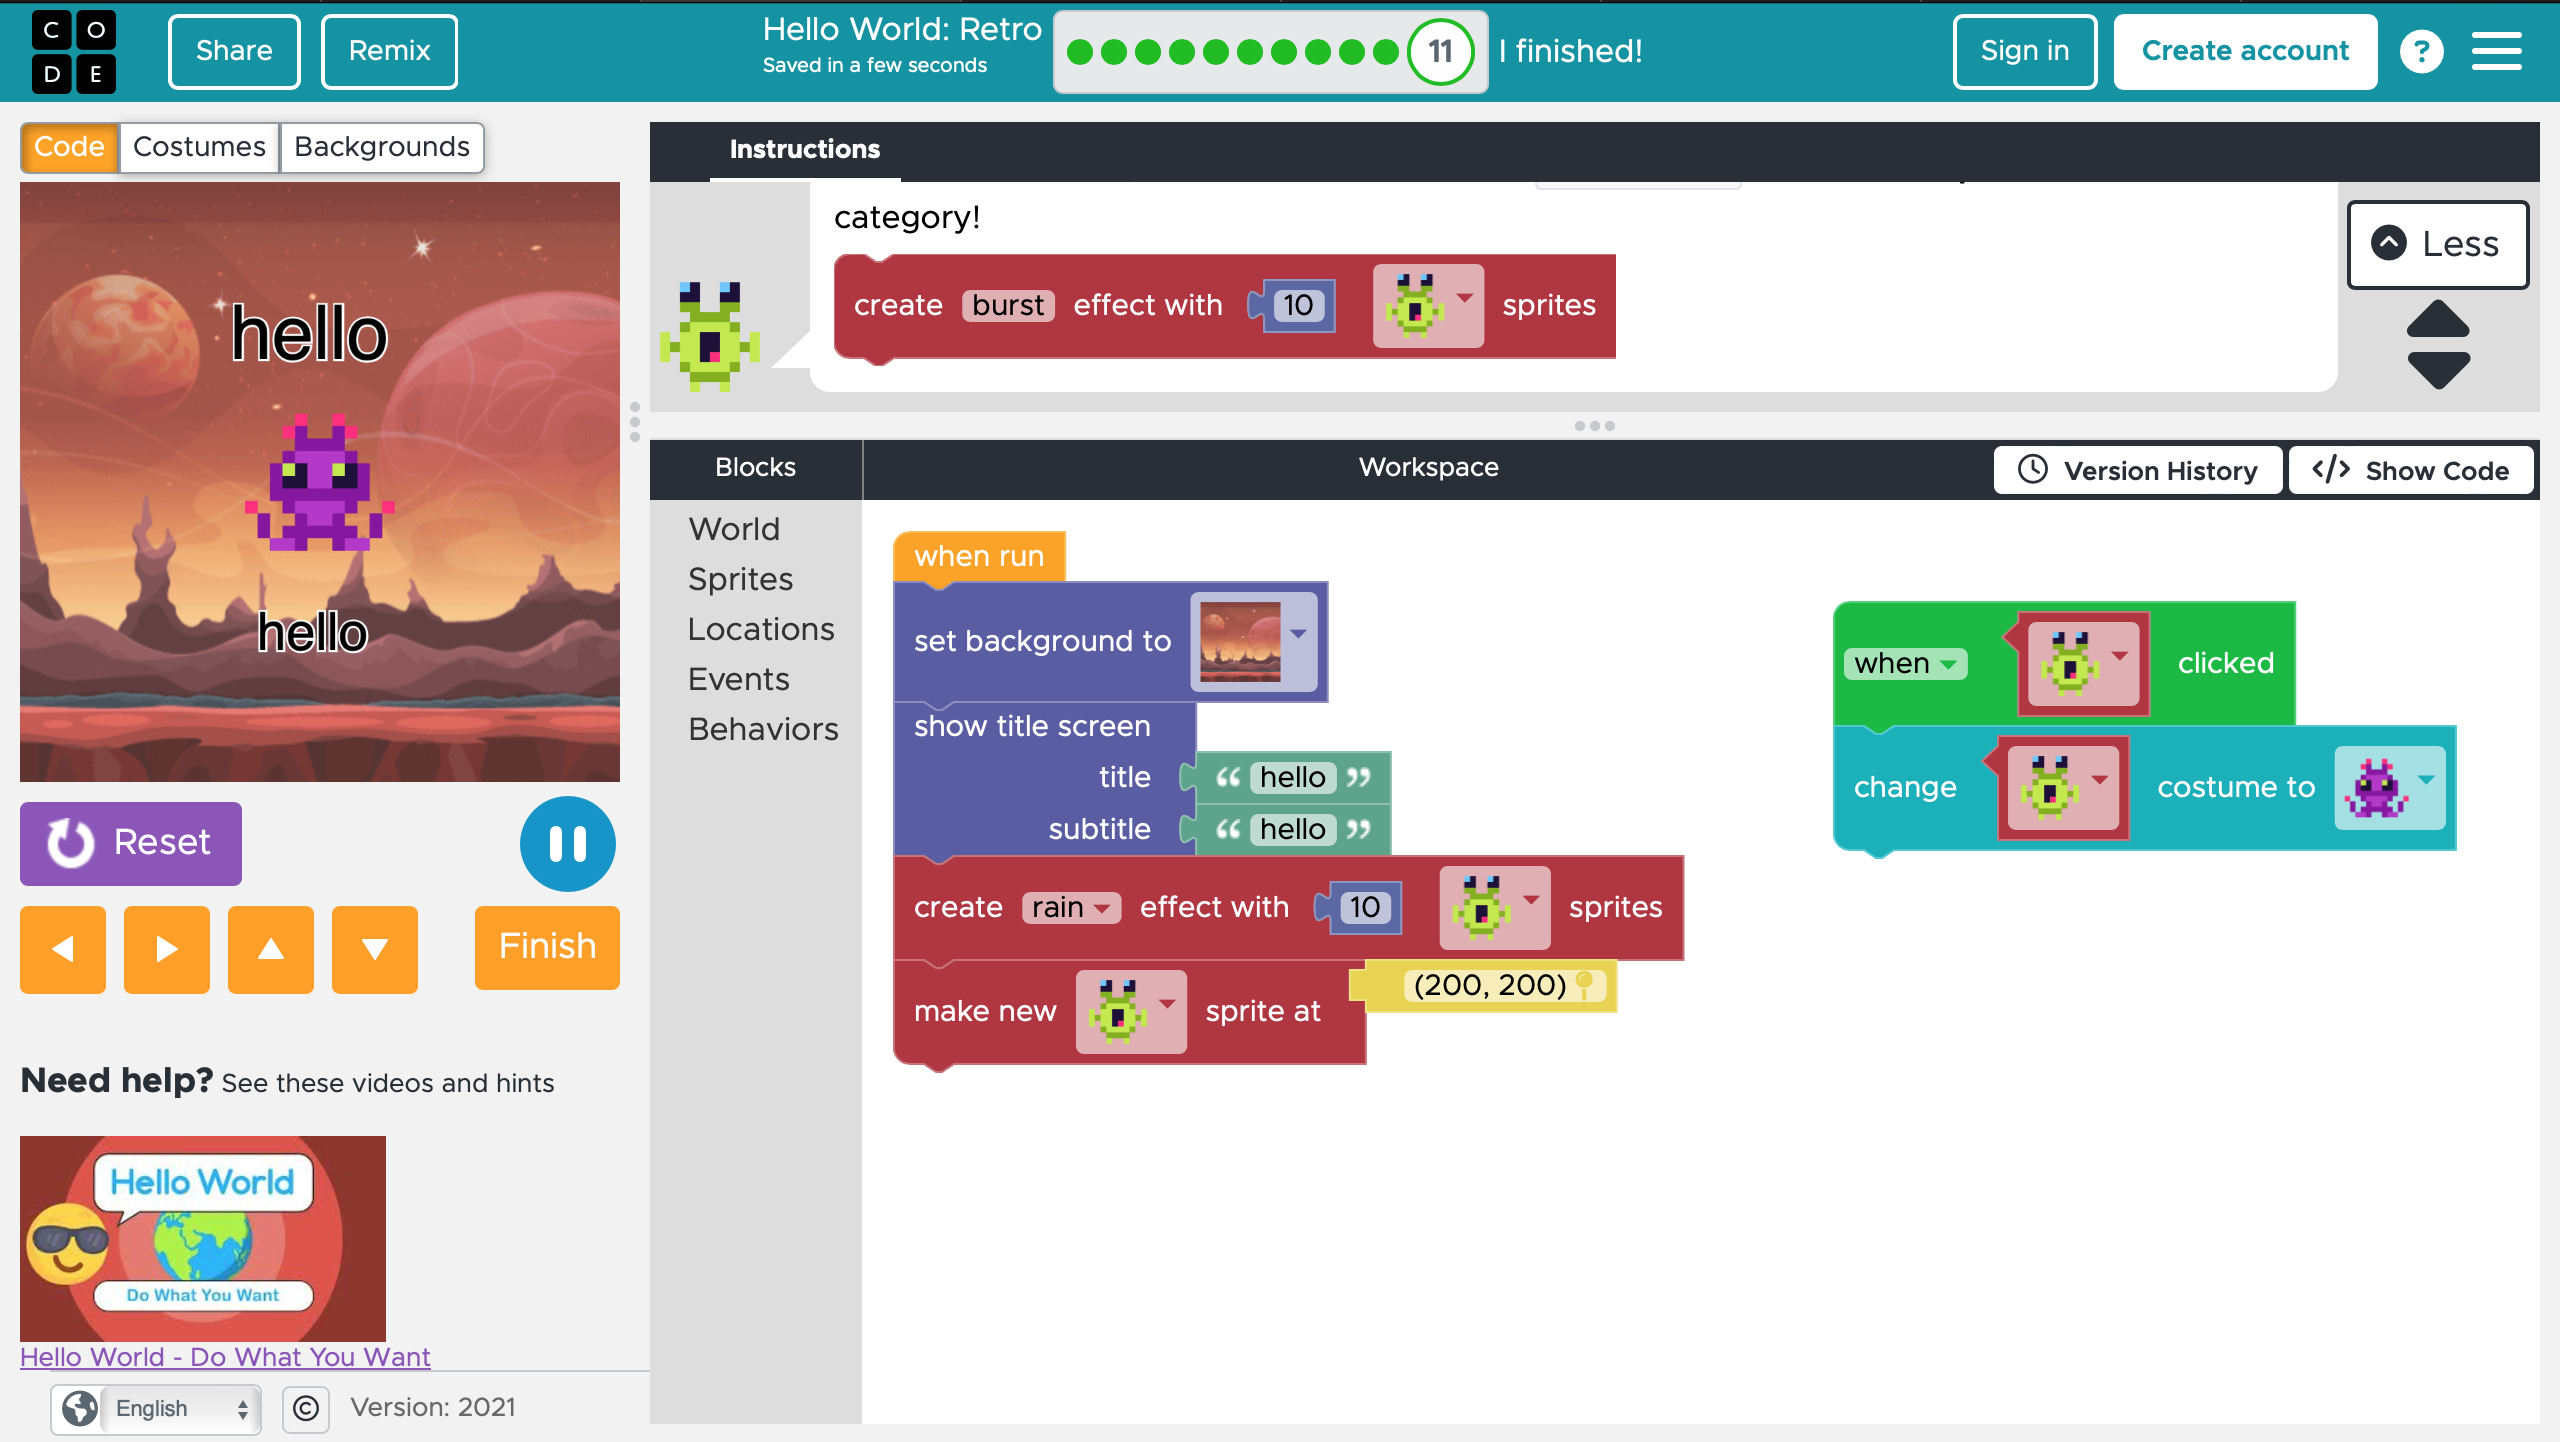 C O
D E
Share
Remix
Hello World: Retro
Saved in a few seconds
11
I finished!
Sign in
Create account
?
Code
Costumes
Backgrounds
hello
hello
Reset
Finish
Need help? See these videos and hints
Hello World
Do What You Want
Hello World - Do What You Want
English
©
Version: 2021
Instructions
category!
create burst effect with 10 sprites
Less
Blocks
Workspace
Version History
</> Show Code
World
Sprites
Locations
Events
Behaviors
when run
set background to
show title screen
title “ hello ”
subtitle “ hello ”
create rain effect with 10 sprites
make new sprite at (200, 200)
when clicked
change costume to